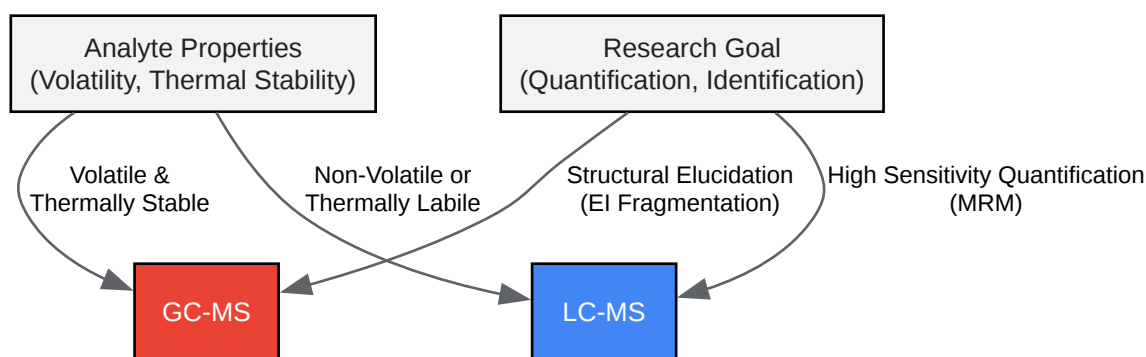 Analyte Properties
(Volatility, Thermal Stability)
Research Goal
(Quantification, Identification)
Volatile &
Thermally Stable
Non-Volatile or
Thermally Labile
Structural Elucidation
(EI Fragmentation)
High Sensitivity Quantification
(MRM)
GC-MS
LC-MS